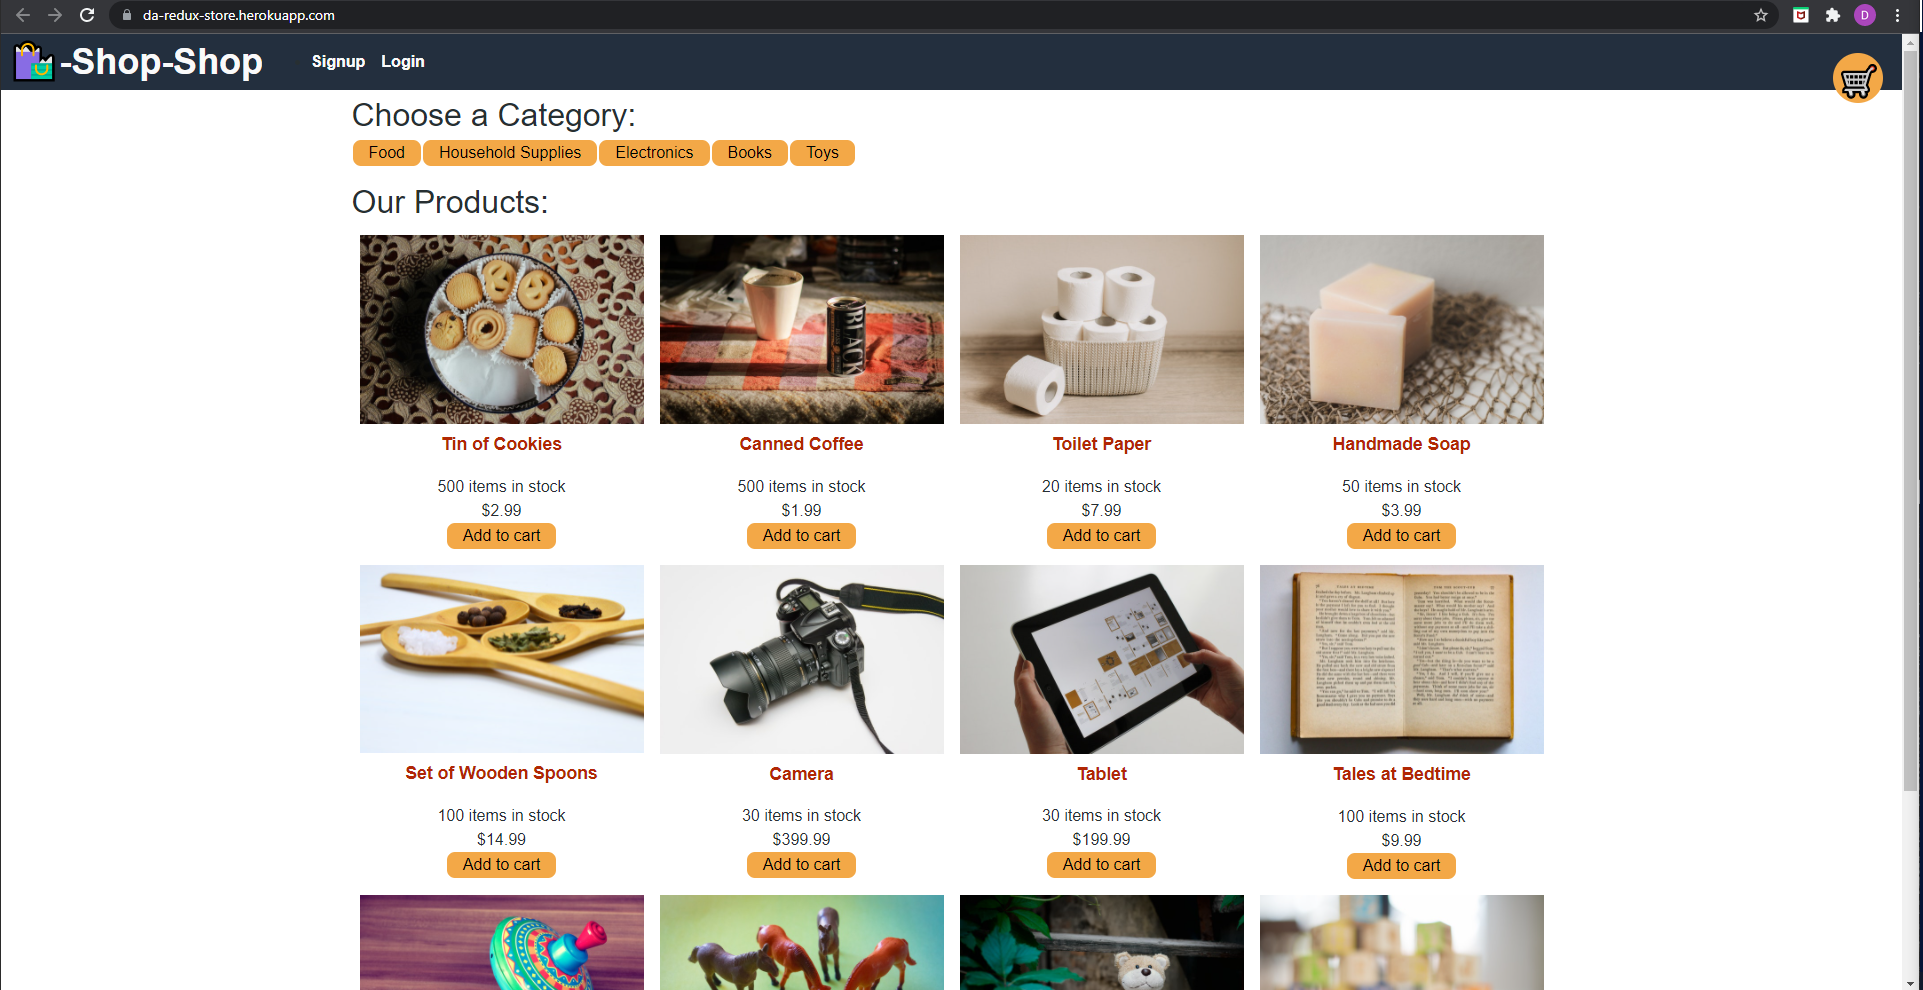 da-redux-store.herokuapp.com
D
-Shop-Shop
Signup Login
Choose a Category:
Food Household Supplies Electronics Books Toys
Our Products:
BLACK
Tin of Cookies Canned Coffee Toilet Paper Handmade Soap
500 items in stock 500 items in stock 20 items in stock 50 items in stock
$2.99 $1.99 $7.99 $3.99
Add to cart Add to cart Add to cart Add to cart
Set of Wooden Spoons Camera Tablet Tales at Bedtime
100 items in stock 30 items in stock 30 items in stock 100 items in stock
$14.99 $399.99 $199.99 $9.99
Add to cart Add to cart Add to cart Add to cart